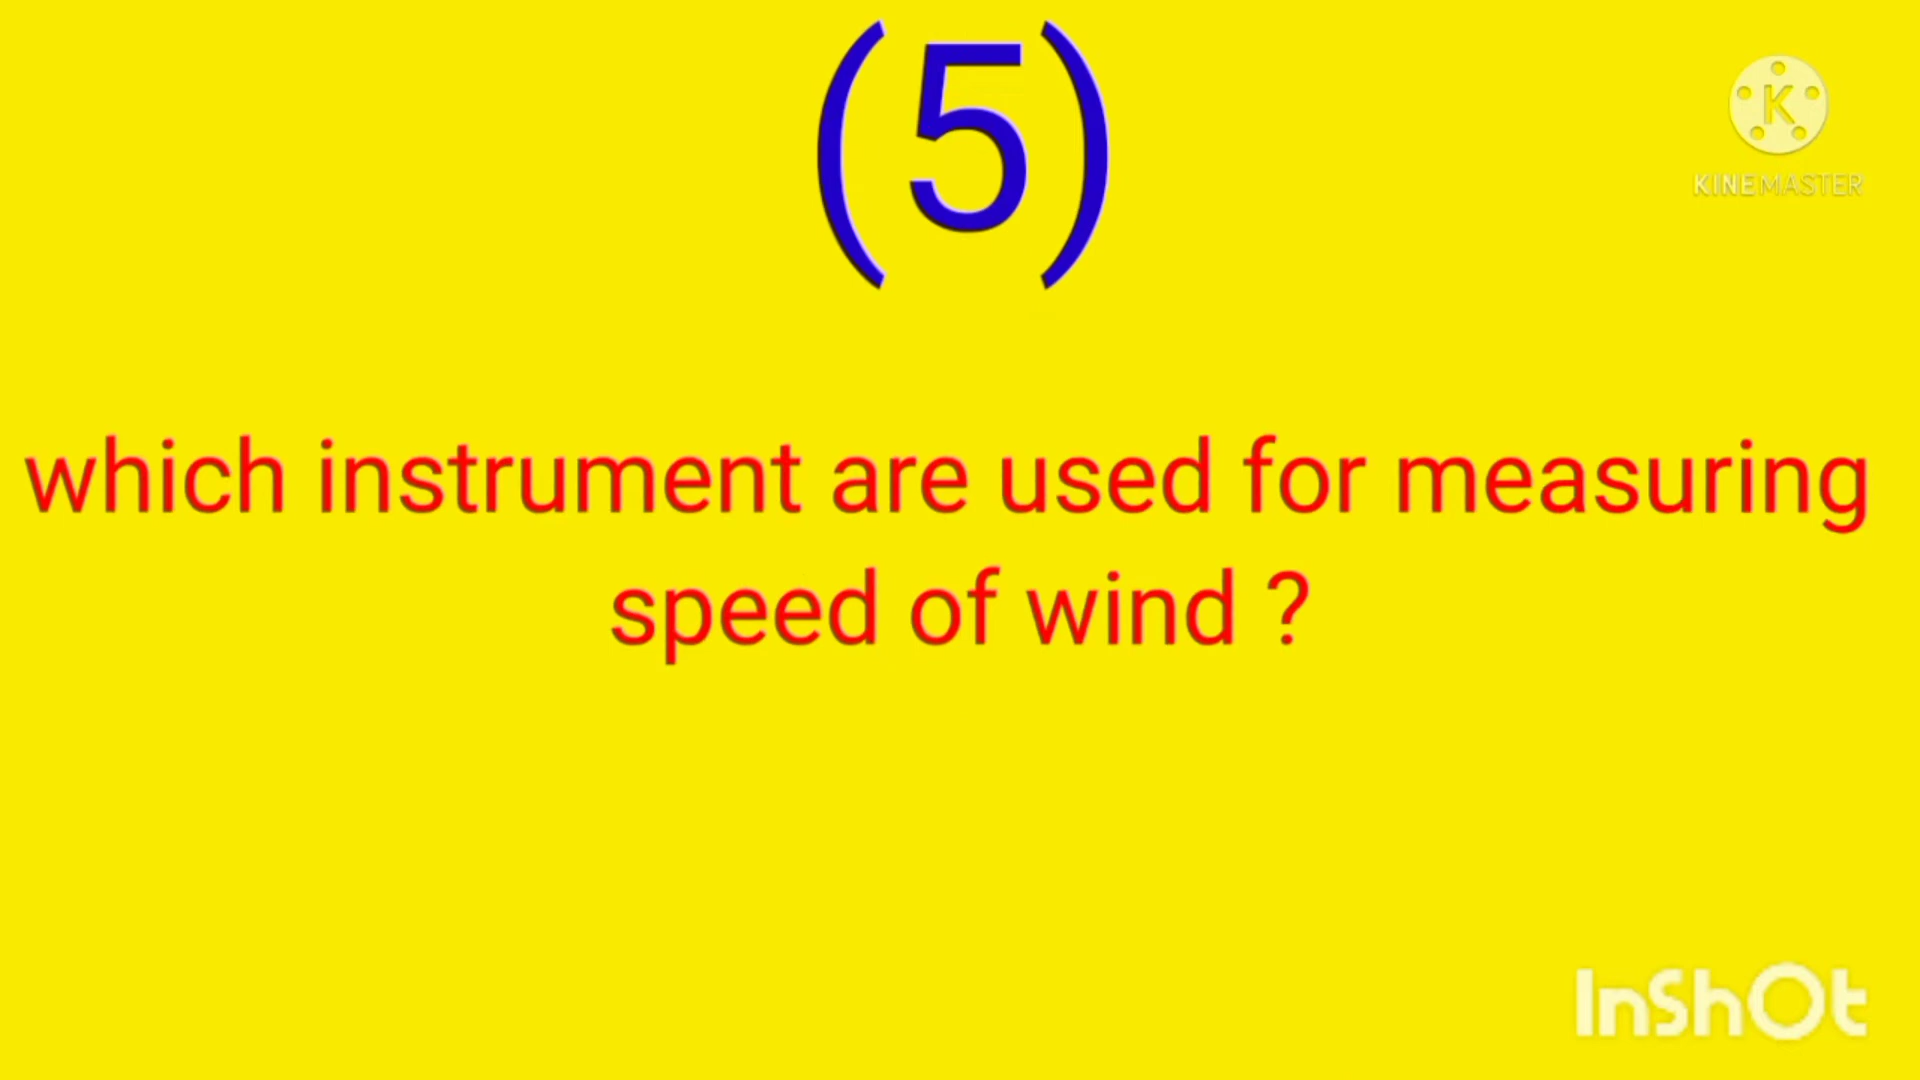 (5)
K
KINEMASTER
which instrument are used for measuring
speed of wind ?
InShOt